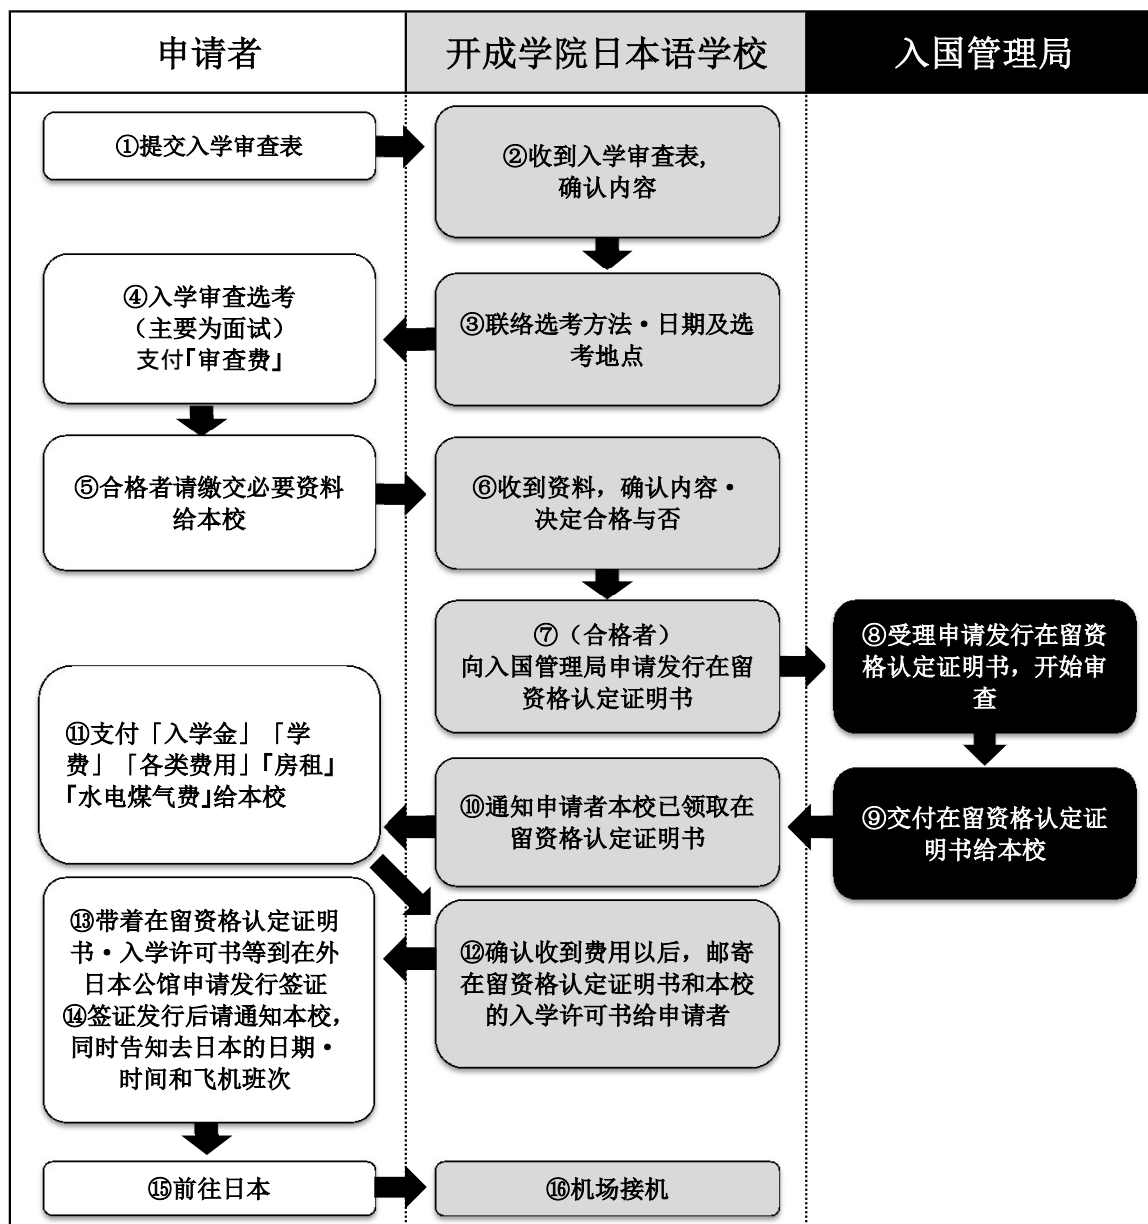 申请者
开成学院日本语学校
入国管理局
①提交入学审查表
②收到入学审查表，
确认内容
③联络选考方法·日期及选
考地点
④入学审查选考
（主要为面试）
支付「审查费」
⑤合格者请缴交必要资料
给本校
⑥收到资料，确认内容·
决定合格与否
⑦（合格者）
向入国管理局申请发行在留
资格认定证明书
⑧受理申请发行在留资
格认定证明书，开始审
查
⑨交付在留资格认定证
明书给本校
⑩通知申请者本校已领取在
留资格认定证明书
⑪支付「入学金」「学
费」「各类费用」「房租」
「水电煤气费」给本校
⑫确认收到费用以后，邮寄
在留资格认定证明书和本校
的入学许可书给申请者
⑬带着在留资格认定证明
书·入学许可书等到在外
日本公馆申请发行签证
⑭签证发行后请通知本校，
同时告知去日本的日期·
时间和飞机班次
⑮前往日本
⑯机场接机